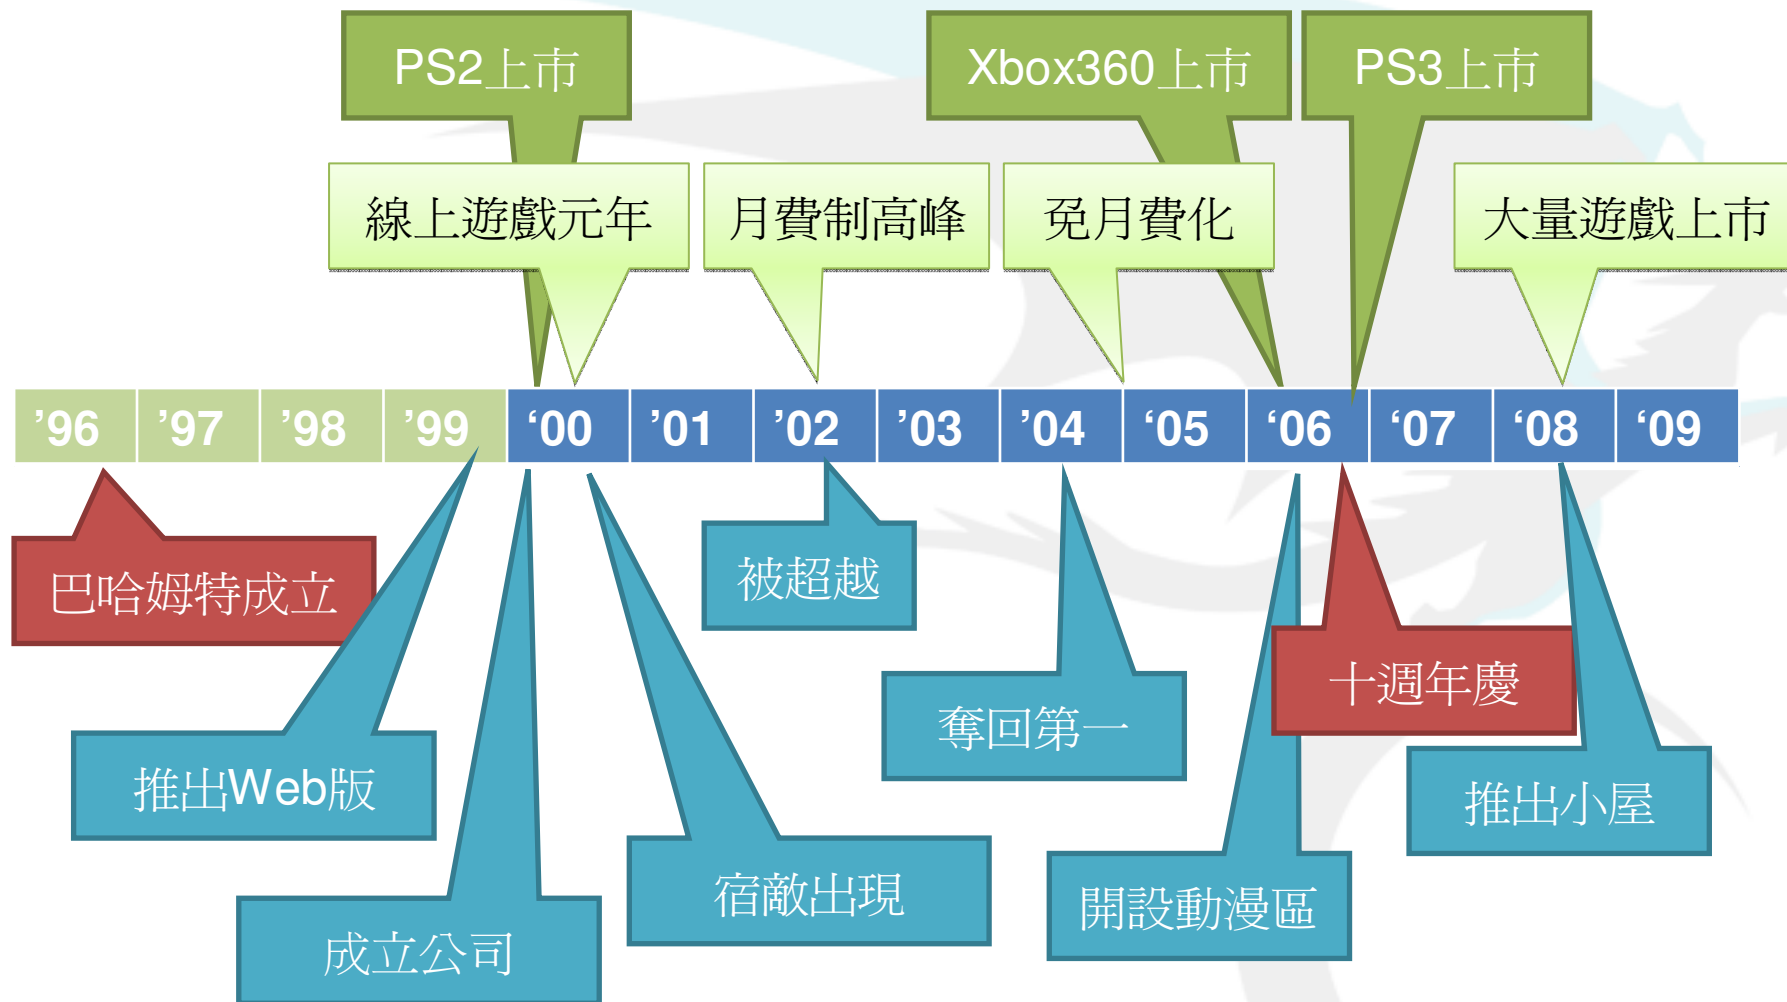 PS2上市
Xbox360上市
PS3上市
線上遊戲元年
月費制高峰
免月費化
大量遊戲上市
’96
’97
’98
’99
‘00
’01
’02
‘03
‘04
‘05
‘06
‘07
‘08
‘09
巴哈姆特成立
被超越
十週年慶
奪回第一
推出Web版
推出小屋
宿敵出現
開設動漫區
成立公司